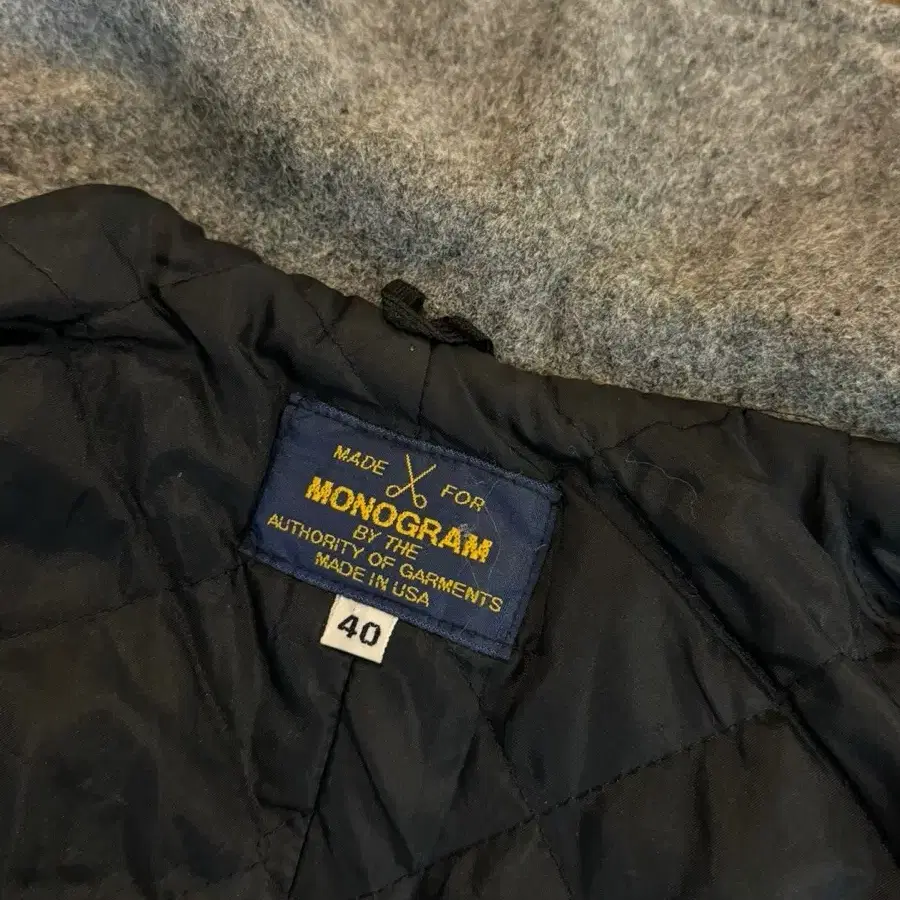 MADE FOR
MONOGRAM
BY THE
AUTHORITY OF GARMENTS
MADE IN USA
40